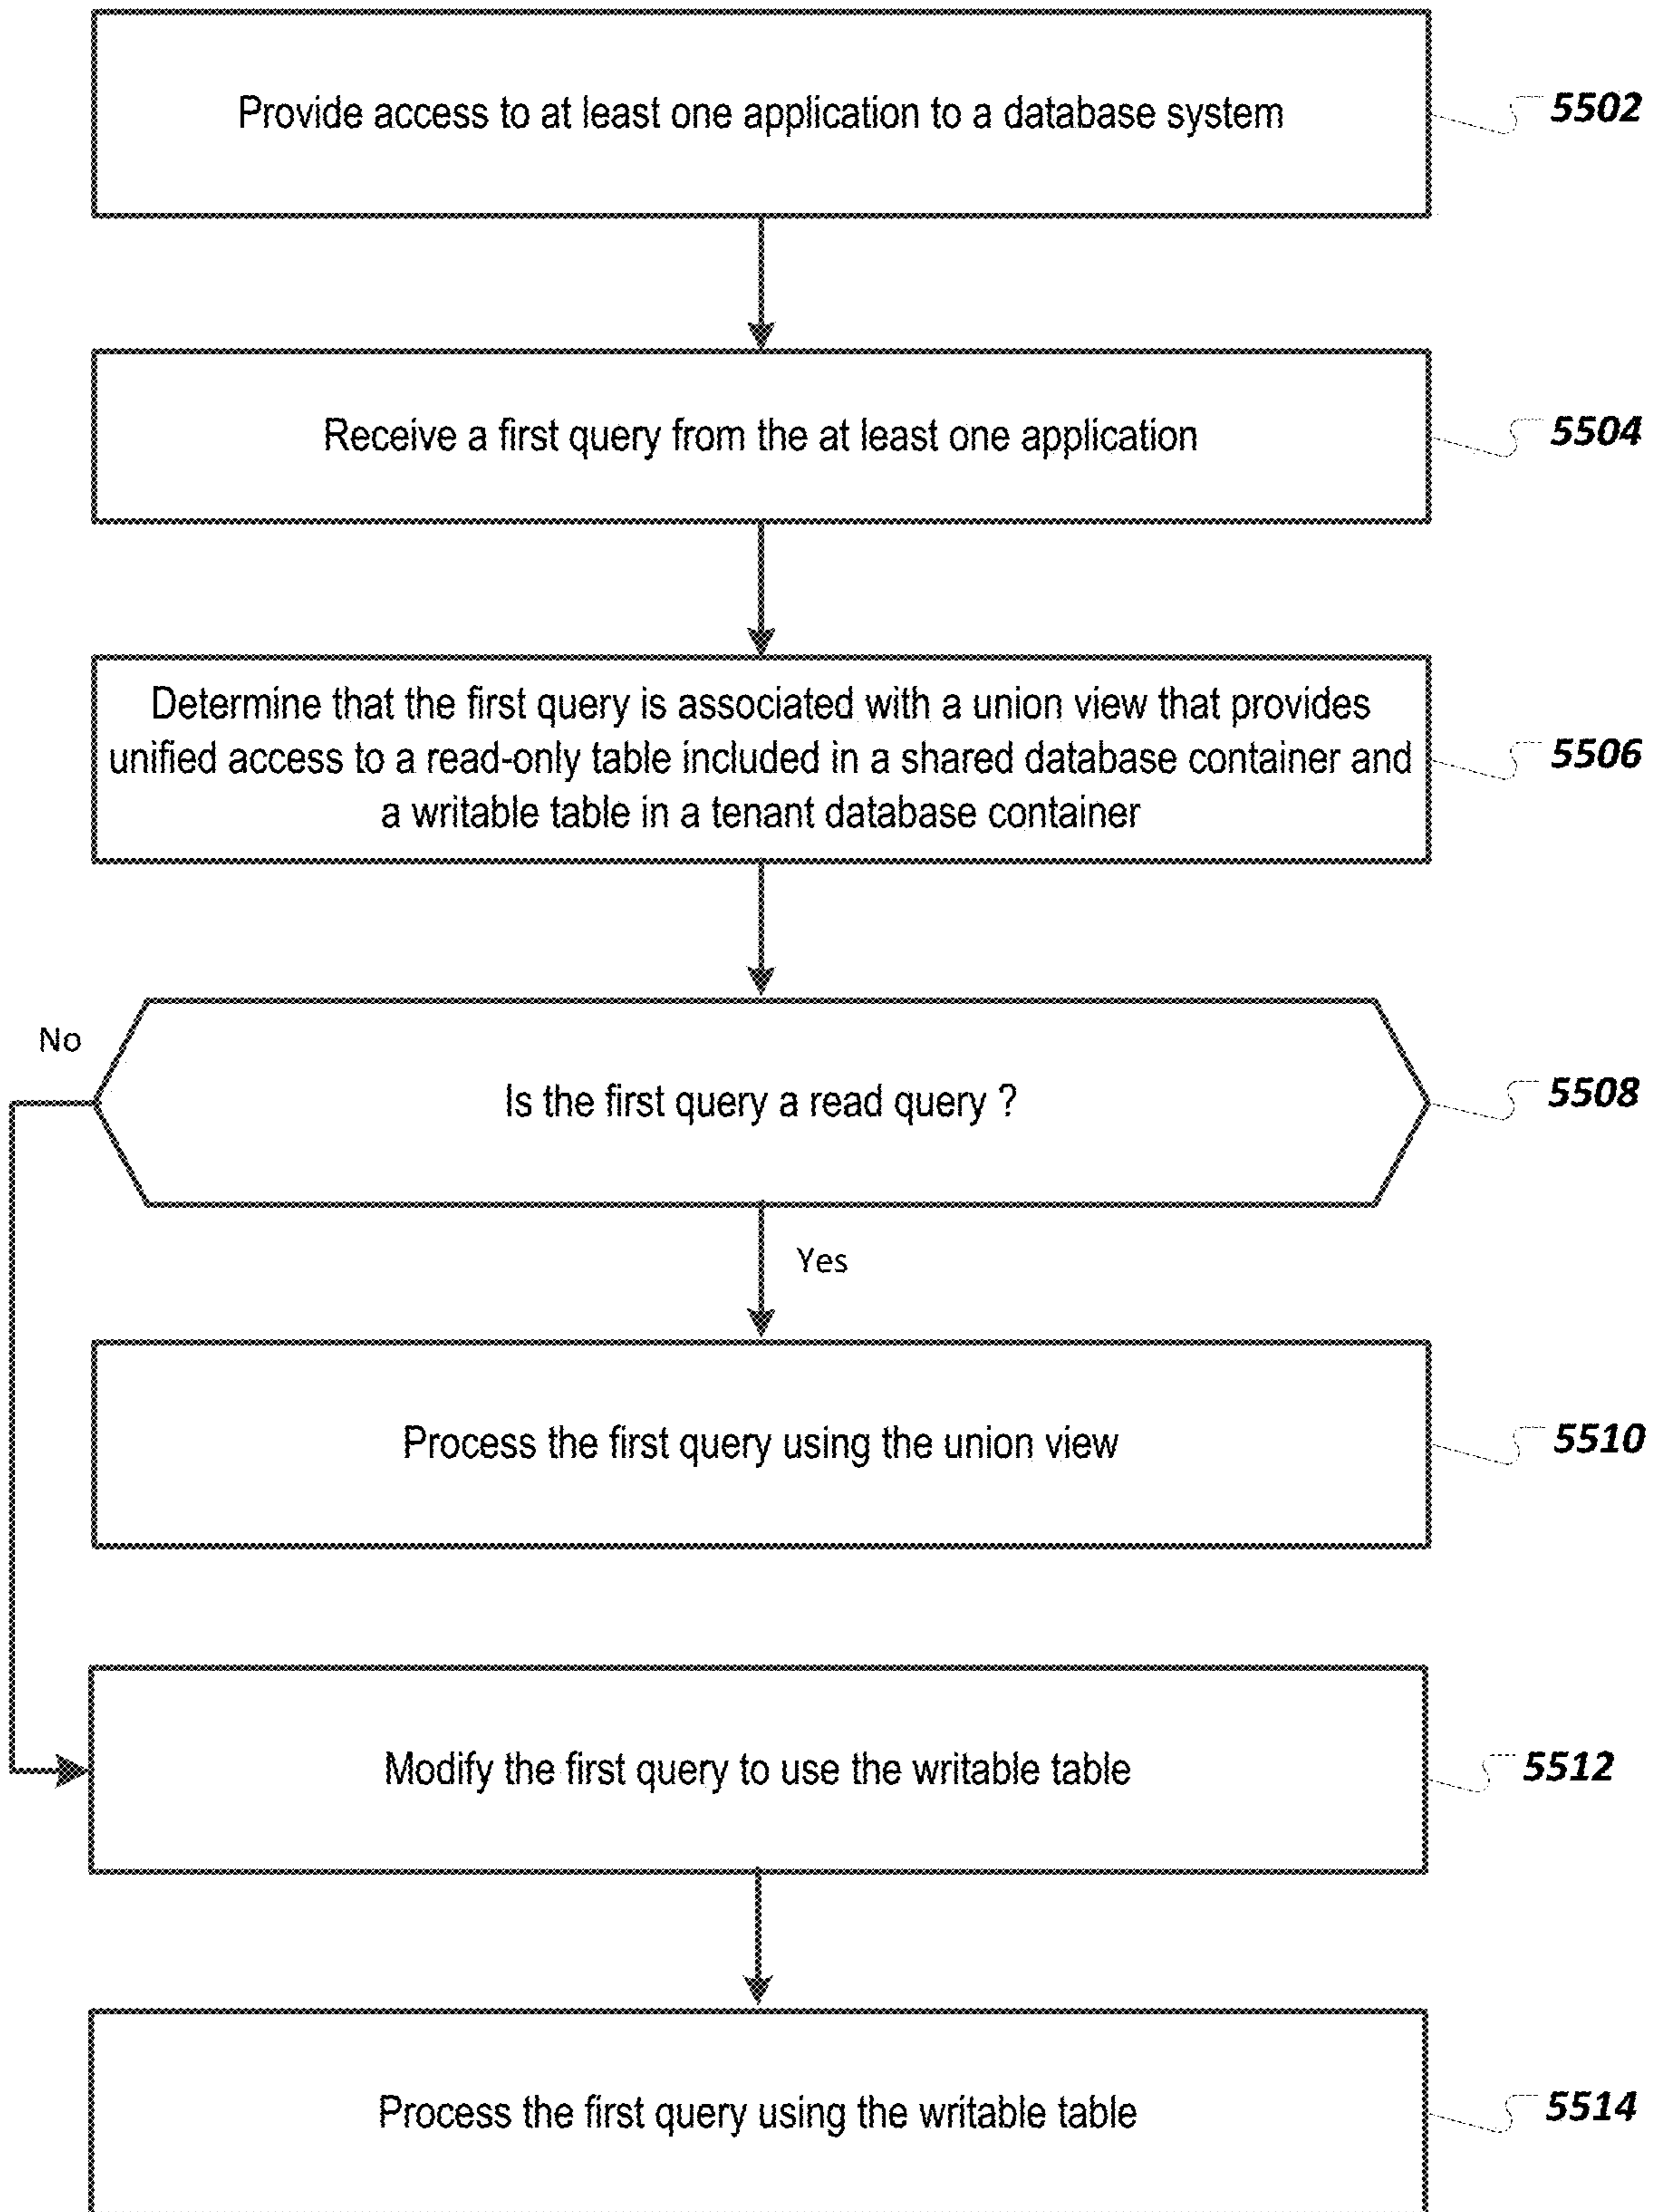 Provide access to at least one application to a database system
5502
Receive a first query from the at least one application
5504
Determine that the first query is associated with a union view that provides
unified access to a read-only table included in a shared database container and
a writable table in a tenant database container
5506
No
Is the first query a read query ?
5508
Yes
Process the first query using the union view
5510
Modify the first query to use the writable table
5512
Process the first query using the writable table
5514